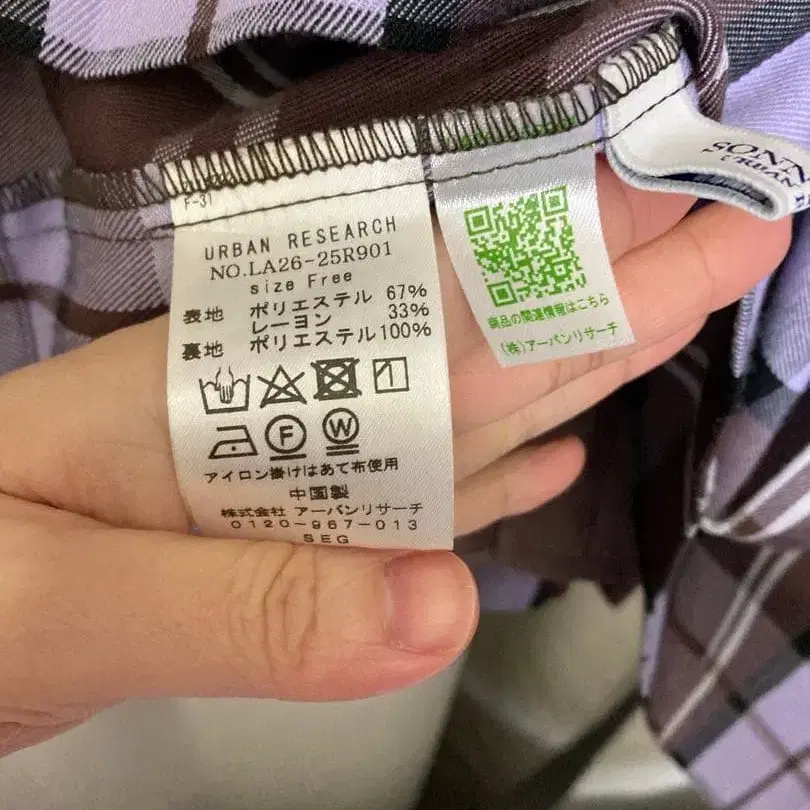 F-31
URBAN RESEARCH
NO.LA26-25R901
size Free
表地 ポリエステル 67%
レーヨン 33%
裏地 ポリエステル 100%
F
W
アイロン掛けはあて布使用
中国製
株式会社 アーバンリサーチ
0120-967-013
SEG
商品の関連情報はこちら
(株)アーバンリサーチ
SONN
URBAN